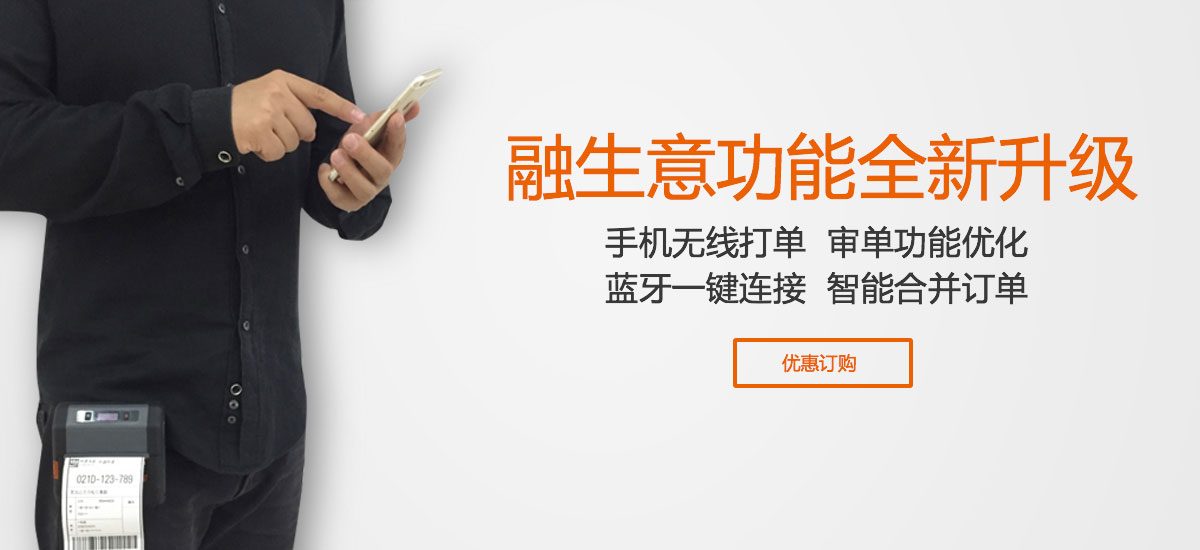 融生意功能全新升级
手机无线打单 审单功能优化
蓝牙一键连接 智能合并订单
优惠订购
021D-123-789